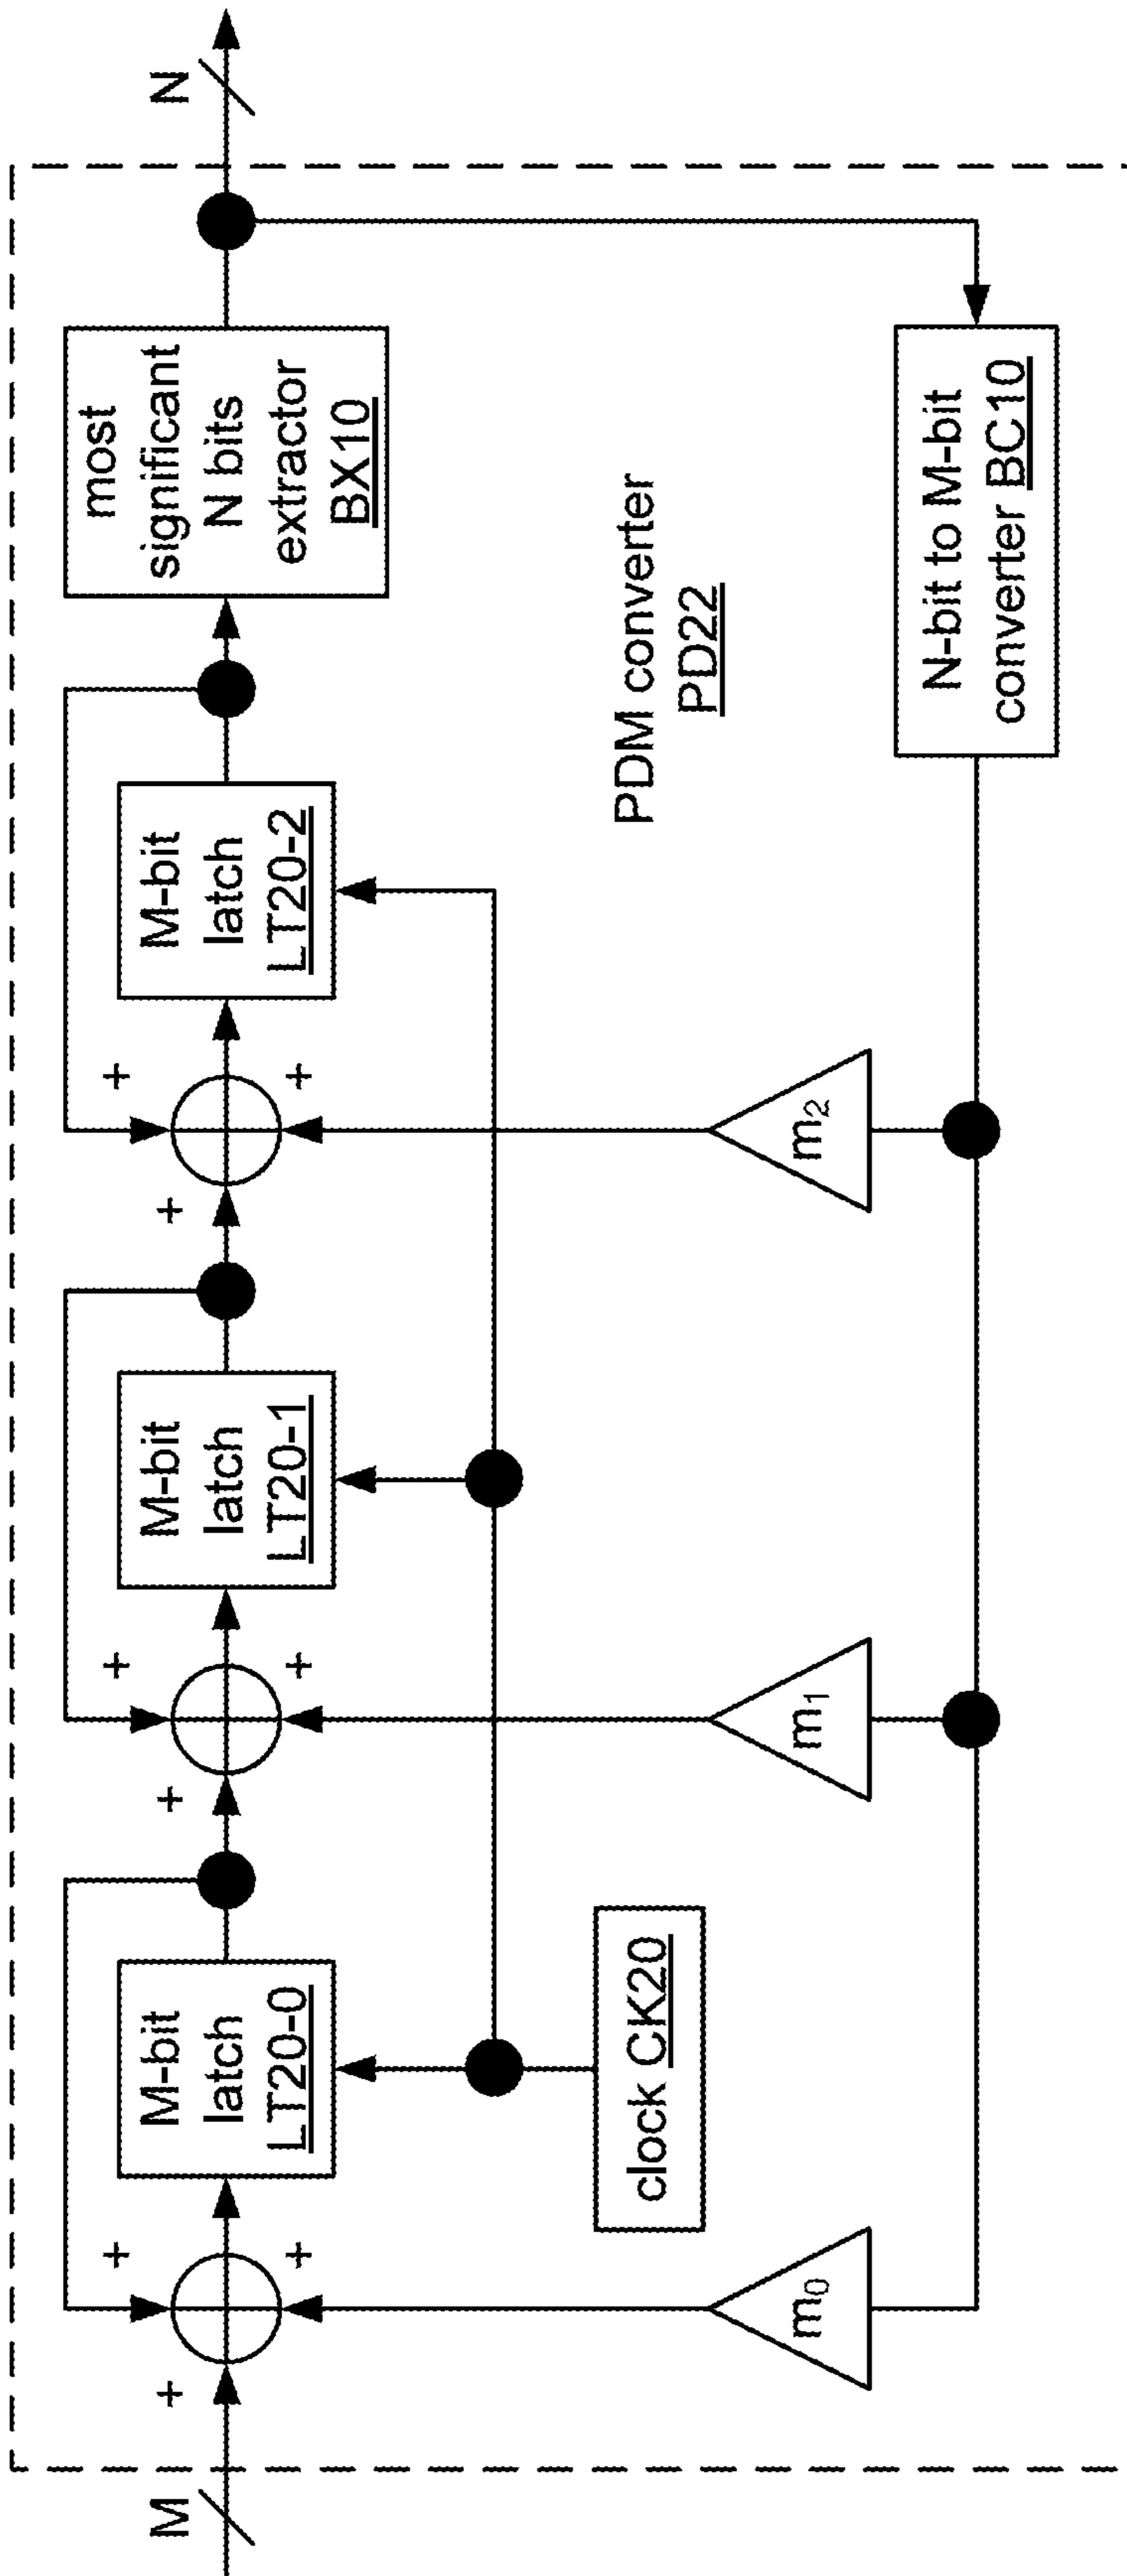 M
+
+
+
M-bit
latch
LT20-0
+
+
+
M-bit
latch
LT20-1
+
+
+
M-bit
latch
LT20-2
most
significant
N bits
extractor
BX10
N
clock CK20
PDM converter
PD22
m₀
m₁
m₂
N-bit to M-bit
converter BC10